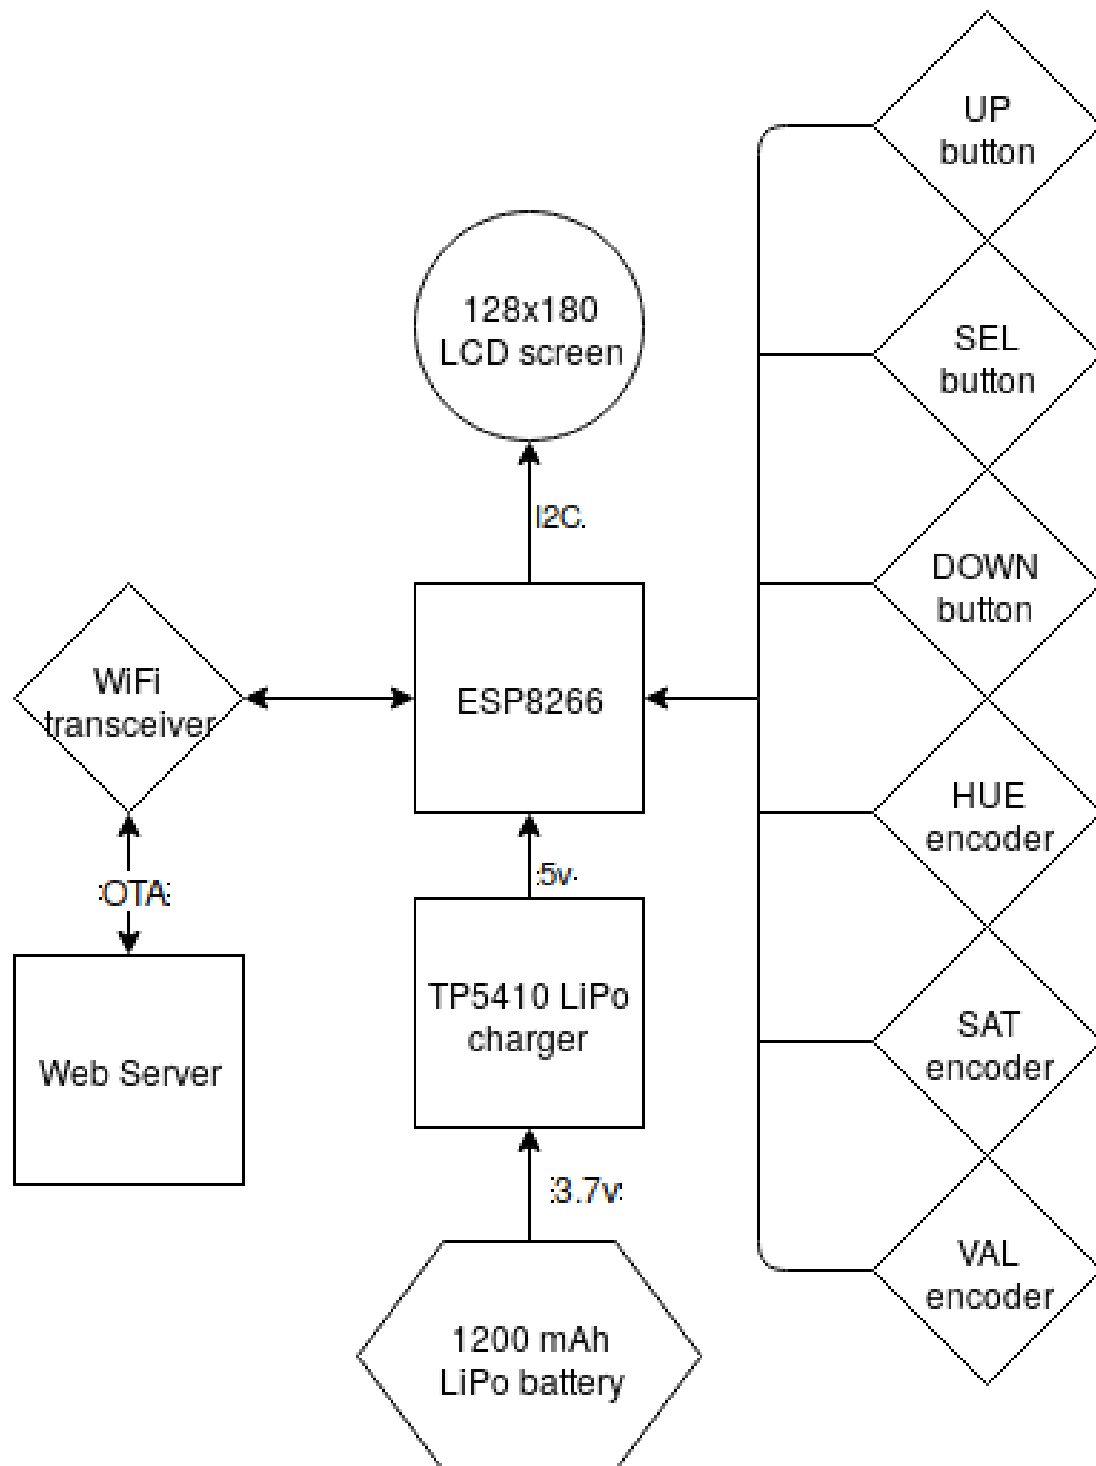 UP
button
128x180
LCD screen
SEL
button
I2C
DOWN
button
WiFi
transceiver
ESP8266
HUE
encoder
5v
OTA
TP5410 LiPo
charger
SAT
encoder
Web Server
3.7v
VAL
encoder
1200 mAh
LiPo battery